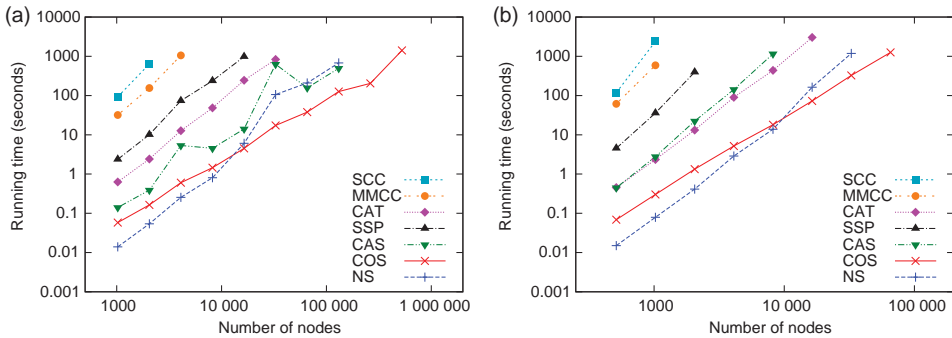 (a)
Running time (seconds)
10000
1000
100
10
1
0.1
0.01
0.001
SCC
MMCC
CAT
SSP
CAS
COS
NS
1000
10 000
100 000
1 000 000
Number of nodes
(b)
Running time (seconds)
10000
1000
100
10
1
0.1
0.01
0.001
SCC
MMCC
CAT
SSP
CAS
COS
NS
1000
10 000
100 000
Number of nodes